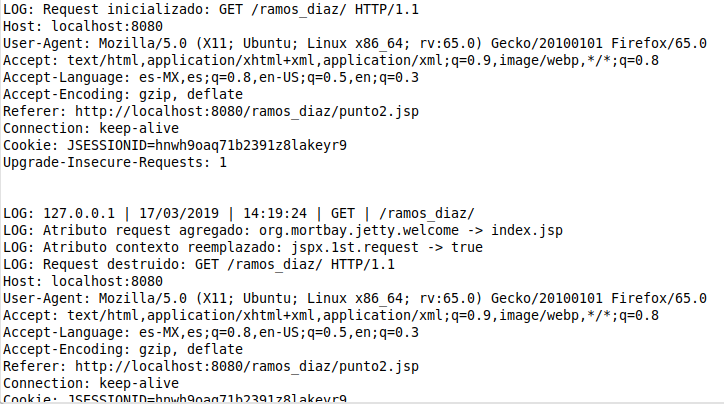 LOG: Request inicializado: GET /ramos_diaz/ HTTP/1.1
Host: localhost:8080
User-Agent: Mozilla/5.0 (X11; Ubuntu; Linux x86_64; rv:65.0) Gecko/20100101 Firefox/65.0
Accept: text/html,application/xhtml+xml,application/xml;q=0.9,image/webp,*/*;q=0.8
Accept-Language: es-MX,es;q=0.8,en-US;q=0.5,en;q=0.3
Accept-Encoding: gzip, deflate
Referer: http://localhost:8080/ramos_diaz/punto2.jsp
Connection: keep-alive
Cookie: JSESSIONID=hnwh9oaq71b2391z8lakeyr9
Upgrade-Insecure-Requests: 1
LOG: 127.0.0.1 | 17/03/2019 | 14:19:24 | GET | /ramos_diaz/
LOG: Atributo request agregado: org.mortbay.jetty.welcome -> index.jsp
LOG: Atributo contexto reemplazado: jspx.1st.request -> true
LOG: Request destruido: GET /ramos_diaz/ HTTP/1.1
Host: localhost:8080
User-Agent: Mozilla/5.0 (X11; Ubuntu; Linux x86_64; rv:65.0) Gecko/20100101 Firefox/65.0
Accept: text/html,application/xhtml+xml,application/xml;q=0.9,image/webp,*/*;q=0.8
Accept-Language: es-MX,es;q=0.8,en-US;q=0.5,en;q=0.3
Accept-Encoding: gzip, deflate
Referer: http://localhost:8080/ramos_diaz/punto2.jsp
Connection: keep-alive
Cookie: JSESSIONID=hnwh9oaq71b2391z8lakeyr9